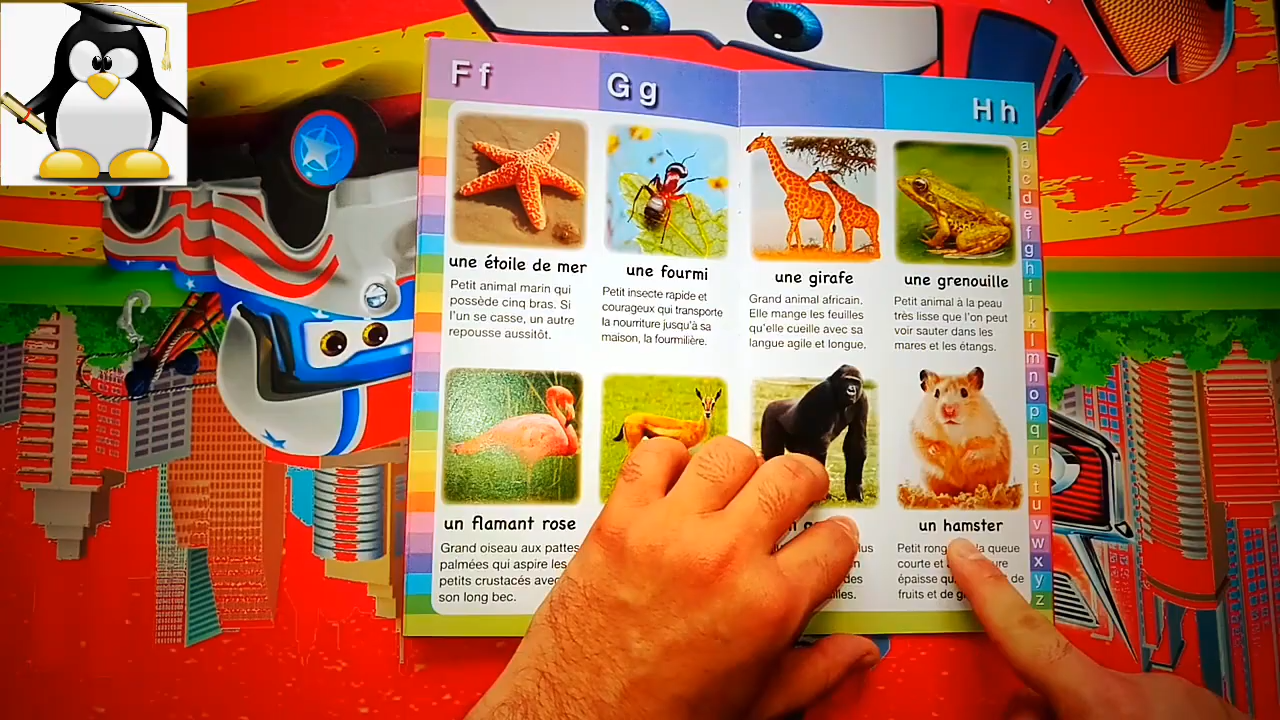 F f
G g
H h
une étoile de mer
Petit animal marin qui
possède cinq bras. Si
l'un se casse, un autre
repousse aussitôt.
une fourmi
Petit insecte rapide et
courageux qui transporte
la nourriture jusqu'à sa
maison, la fourmilière.
une girafe
Grand animal africain.
Elle mange les feuilles
qu'elle cueille avec sa
langue agile et longue.
une grenouille
Petit animal à la peau
très lisse que l'on peut
voir sauter dans les
mares et les étangs.
un flamant rose
Grand oiseau aux pattes
palmées qui aspire les
petits crustacés avec
son long bec.
un hamster
Petit la queue
courte et
épaisse de
fruits et de
a
b
c
d
e
f
g
h
i
j
k
l
m
n
o
p
q
r
s
t
u
v
w
x
y
z